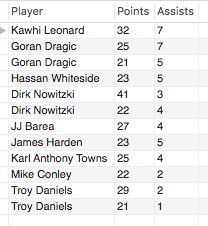 Player Points Assists
Kawhi Leonard 32 7
Goran Dragic 25 7
Goran Dragic 21 5
Hassan Whiteside 23 5
Dirk Nowitzki 41 3
Dirk Nowitzki 22 4
JJ Barea 27 4
James Harden 23 5
Karl Anthony Towns 25 4
Mike Conley 22 2
Troy Daniels 29 2
Troy Daniels 21 1